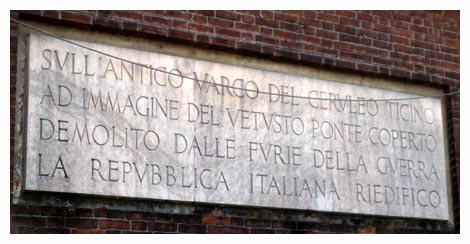 SVLL'ANTICO VARCO DEL CERVLEO TICINO
AD IMMAGINE DEL VETVSTO PONTE COPERTO
DEMOLITO DALLE FVRIE DELLA GVERRA
LA REPVBBLICA ITALIANA RIEDIFICO